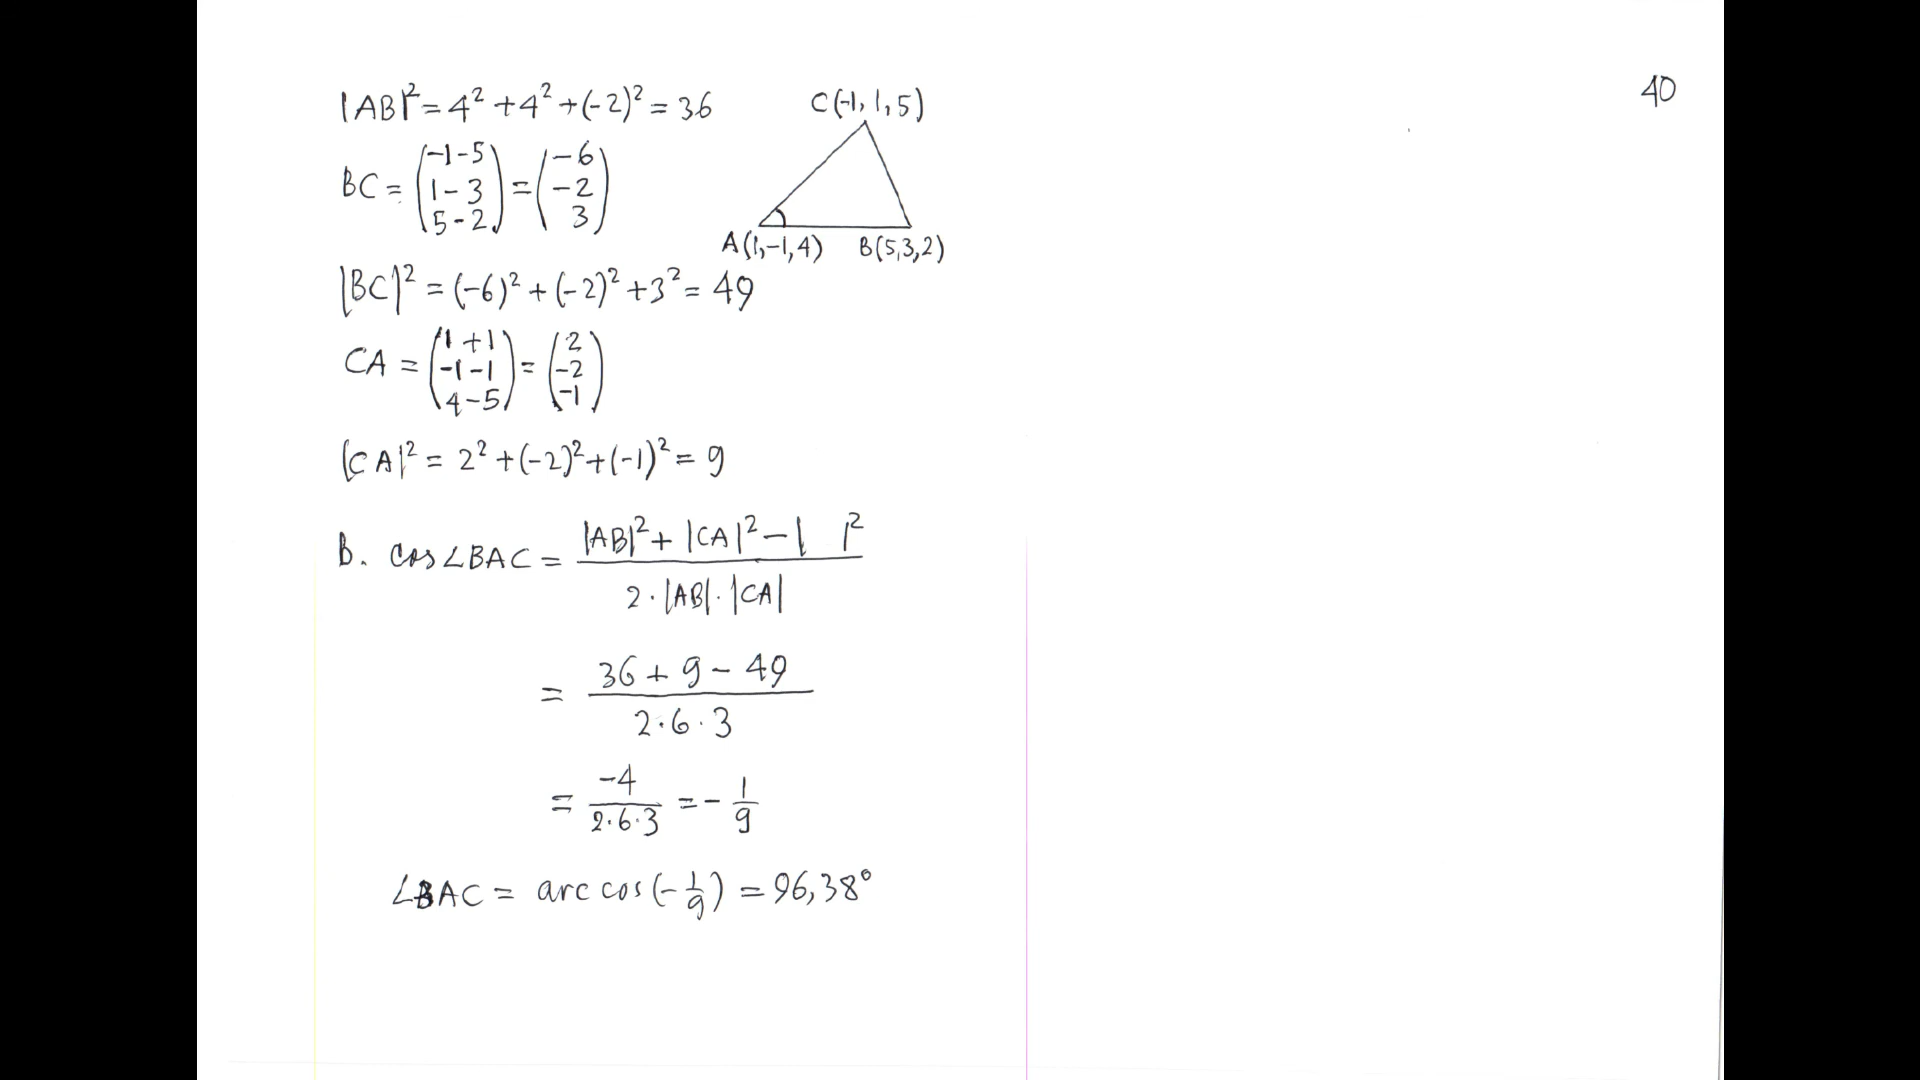 40
|AB|² = 4² + 4² + (-2)² = 36
C(-1, 1, 5)
BC = (-1-5
1-3
5-2) = (-6
-2
3)
A(1,-1,4) B(5,3,2)
|BC|² = (-6)² + (-2)² + 3² = 49
CA = (1+1
-1-1
4-5) = (2
-2
-1)
|CA|² = 2² + (-2)² + (-1)² = 9
b. cos∠BAC = (|AB|² + |CA|² - |  |²) / (2·|AB|·|CA|)
= (36 + 9 - 49) / (2·6·3)
= -4 / (2·6·3) = -1/9
∠BAC = arc cos(-1/9) = 96,38°